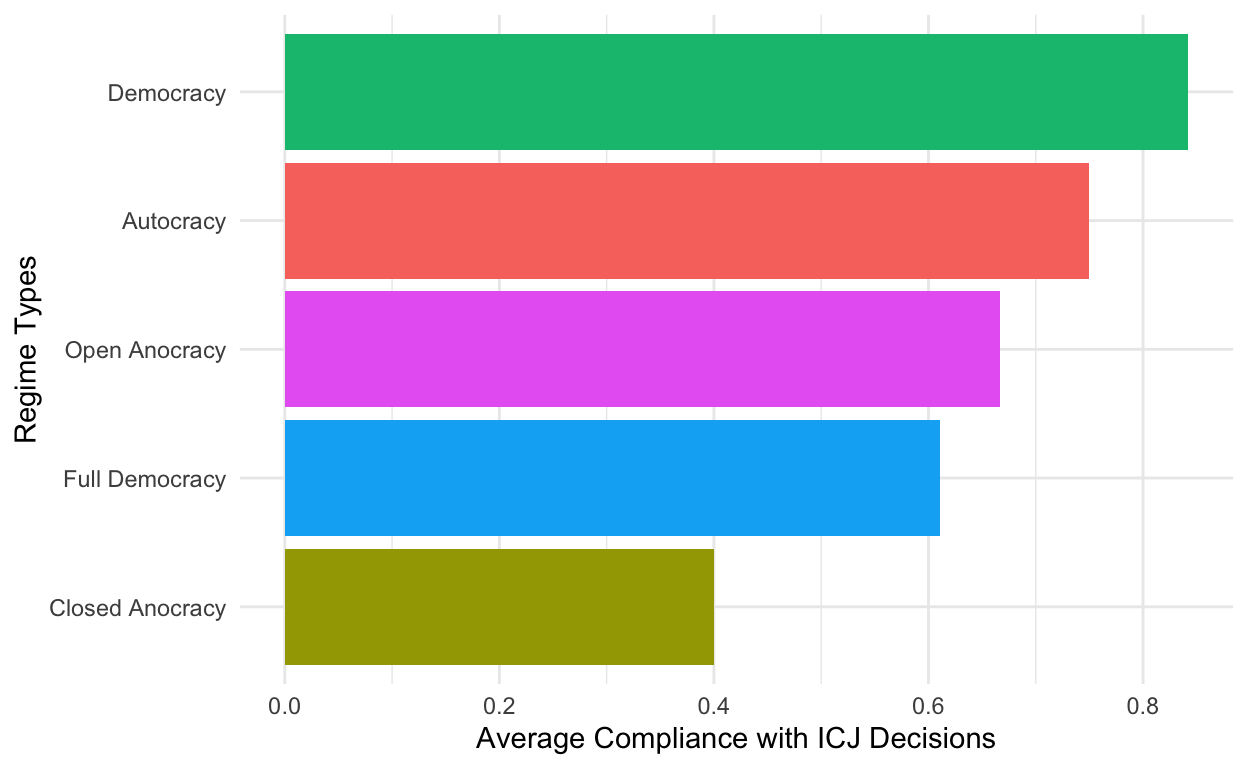 Democracy
Autocracy
Open Anocracy
Full Democracy
Closed Anocracy
Regime Types
0.0 0.2 0.4 0.6 0.8
Average Compliance with ICJ Decisions